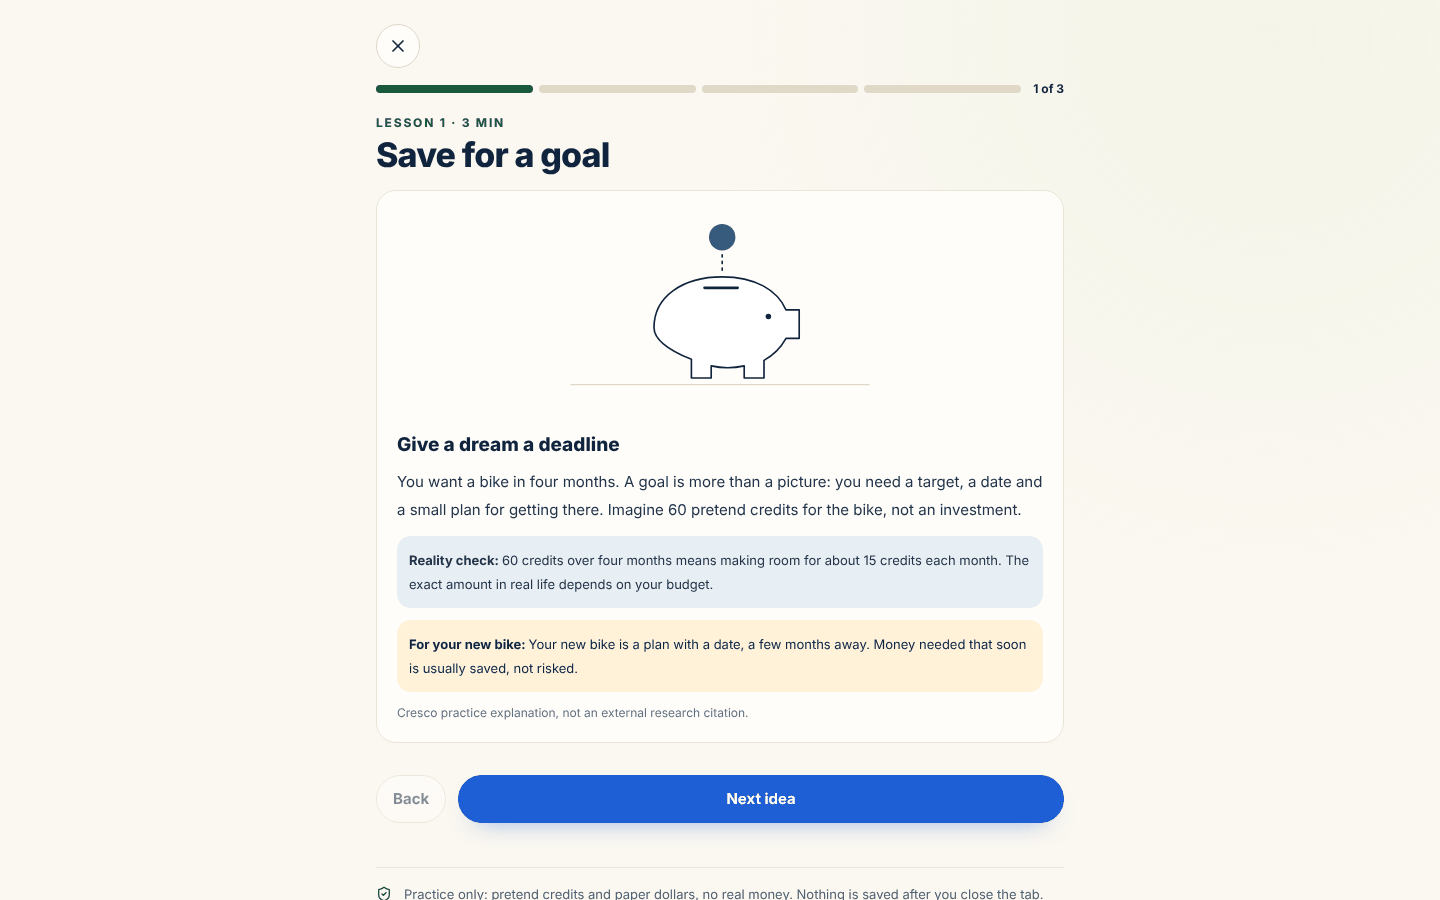 1 of 3
LESSON 1 · 3 MIN
Save for a goal
Give a dream a deadline
You want a bike in four months. A goal is more than a picture: you need a target, a date and
a small plan for getting there. Imagine 60 pretend credits for the bike, not an investment.
Reality check: 60 credits over four months means making room for about 15 credits each month. The
exact amount in real life depends on your budget.
For your new bike: Your new bike is a plan with a date, a few months away. Money needed that soon
is usually saved, not risked.
Cresco practice explanation, not an external research citation.
Back
Next idea
Practice only: pretend credits and paper dollars, no real money. Nothing is saved after you close the tab.